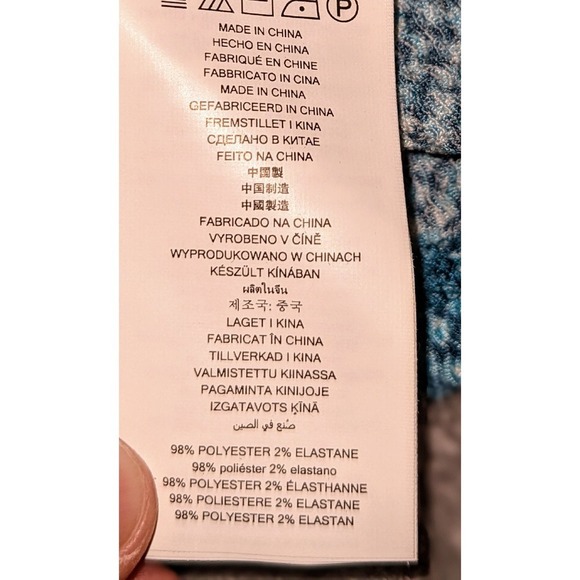 P
MADE IN CHINA
HECHO EN CHINA
FABRIQUÉ EN CHINE
FABBRICATO IN CINA
MADE IN CHINA
GEFABRICEERD IN CHINA
FREMSTILLET I KINA
СДЕЛАНО В КИТАЕ
FEITO NA CHINA
中国製
中国制造
中國製造
FABRICADO NA CHINA
VYROBENO V ČÍNĚ
WYPRODUKOWANO W CHINACH
KÉSZÜLT KÍNÁBAN
ผลิตในจีน
제조국: 중국
LAGET I KINA
FABRICAT ÎN CHINA
TILLVERKAD I KINA
VALMISTETTU KIINASSA
PAGAMINTA KINIJOJE
IZGATAVOTS ĶĪNĀ
صُنع في الصين
98% POLYESTER 2% ELASTANE
98% poliéster 2% elastano
98% POLYESTER 2% ÉLASTHANNE
98% POLIESTERE 2% ELASTANE
98% POLYESTER 2% ELASTAN